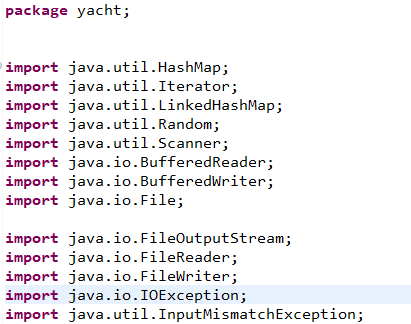 package yacht;
import java.util.HashMap;
import java.util.Iterator;
import java.util.LinkedHashMap;
import java.util.Random;
import java.util.Scanner;
import java.io.BufferedReader;
import java.io.BufferedWriter;
import java.io.File;
import java.io.FileOutputStream;
import java.io.FileReader;
import java.io.FileWriter;
import java.io.IOException;
import java.util.InputMismatchException;